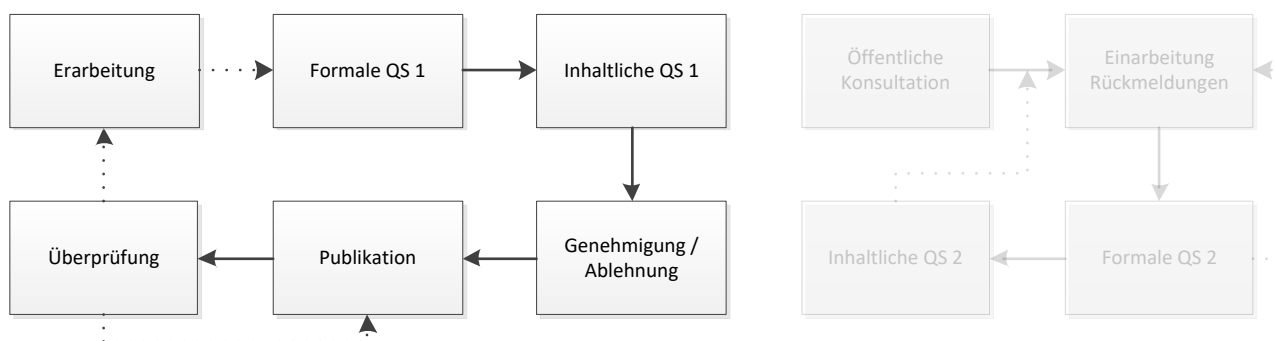 Erarbeitung
Formale QS 1
Inhaltliche QS 1
Öffentliche
Konsultation
Einarbeitung
Rückmeldungen
Überprüfung
Publikation
Genehmigung /
Ablehnung
Inhaltliche QS 2
Formale QS 2